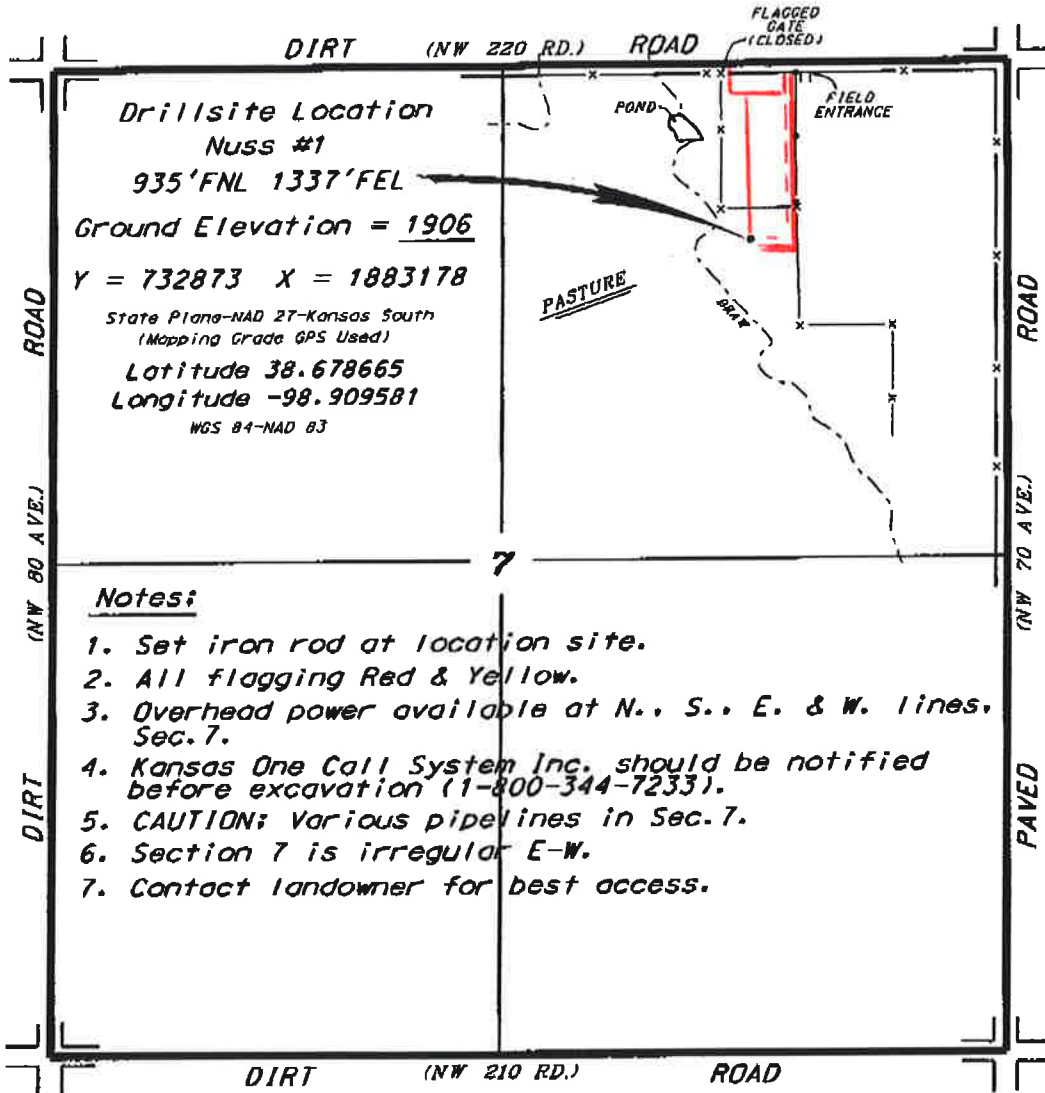 FLAGGED
GATE
(CLOSED)
DIRT (NW 220 RD.) ROAD
Drillsite Location
Nuss #1
935'FNL 1337'FEL
Ground Elevation = 1906
Y = 732873 X = 1883178
State Plane-NAD 27-Kansas South
(Mapping Grade GPS Used)
Latitude 38.678665
Longitude -98.909581
WGS 84-NAD 83
POND
FIELD
ENTRANCE
PASTURE
DRAW
ROAD
(NW 80 AVE.)
DIRT
ROAD
(NW 70 AVE.)
PAVED
7
Notes:
1. Set iron rod at location site.
2. All flagging Red & Yellow.
3. Overhead power available at N., S., E. & W. lines,
Sec. 7.
4. Kansas One Call System Inc. should be notified
before excavation (1-800-344-7233).
5. CAUTION: Various pipelines in Sec. 7.
6. Section 7 is irregular E-W.
7. Contact landowner for best access.
DIRT (NW 210 RD.) ROAD